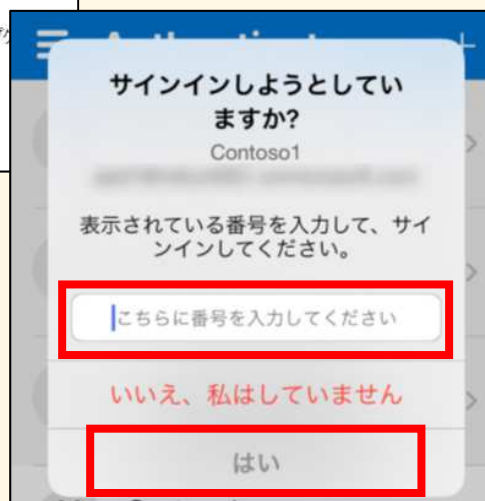 サインインしようとしてい
ますか?
Contoso1
表示されている番号を入力して、サイ
ンインしてください。
こちらに番号を入力してください
いいえ、私はしていません
はい